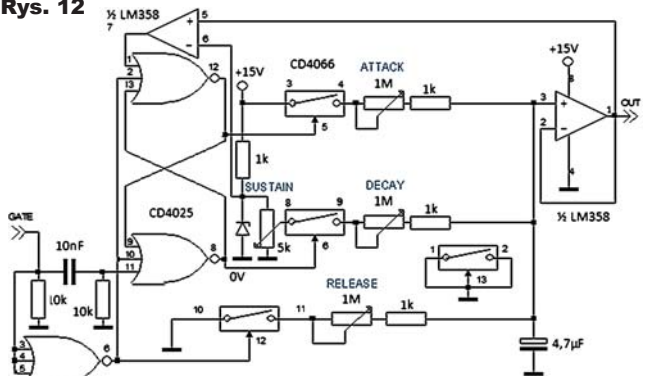 Rys. 12
½ LM358
7
5
6
+15V
CD4066
ATTACK
1M
1k
+15V
8
1
2
13
12
3
4
5
3
2
1
OUT
4
½ LM358
1k
SUSTAIN
5k
8
9
6
DECAY
1M
1k
CD4025
9
10
11
8
0V
1
2
13
GATE
10nF
10k
10k
RELEASE
1M
1k
10
11
12
4,7µF
3
4
5
6